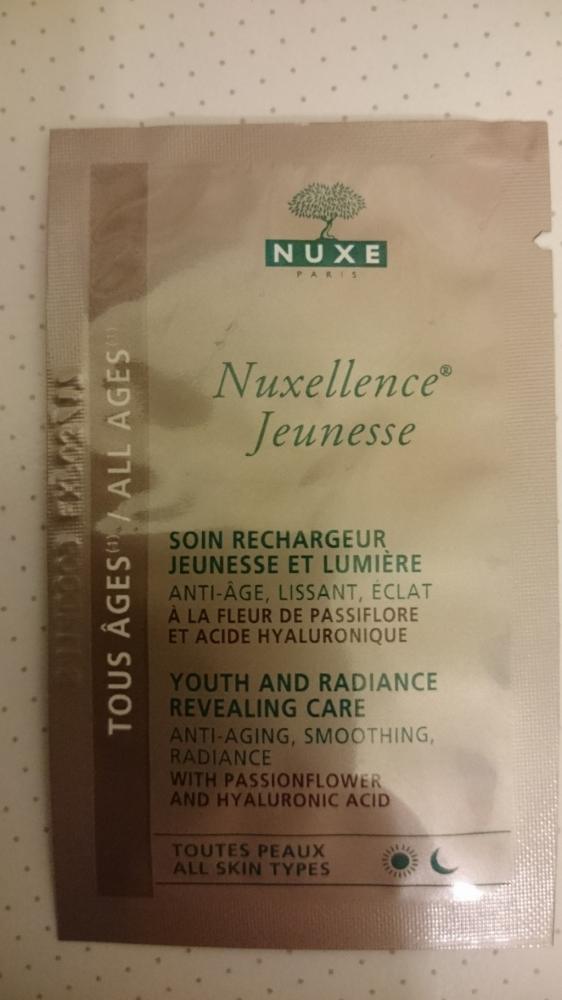 NUXE
PARIS
Nuxellence®
Jeunesse
SOIN RECHARGEUR
JEUNESSE ET LUMIÈRE
ANTI-ÂGE, LISSANT, ÉCLAT
À LA FLEUR DE PASSIFLORE
ET ACIDE HYALURONIQUE
YOUTH AND RADIANCE
REVEALING CARE
ANTI-AGING, SMOOTHING,
RADIANCE
WITH PASSIONFLOWER
AND HYALURONIC ACID
TOUTES PEAUX
ALL SKIN TYPES
TOUS ÂGES(1) / ALL AGES(1)